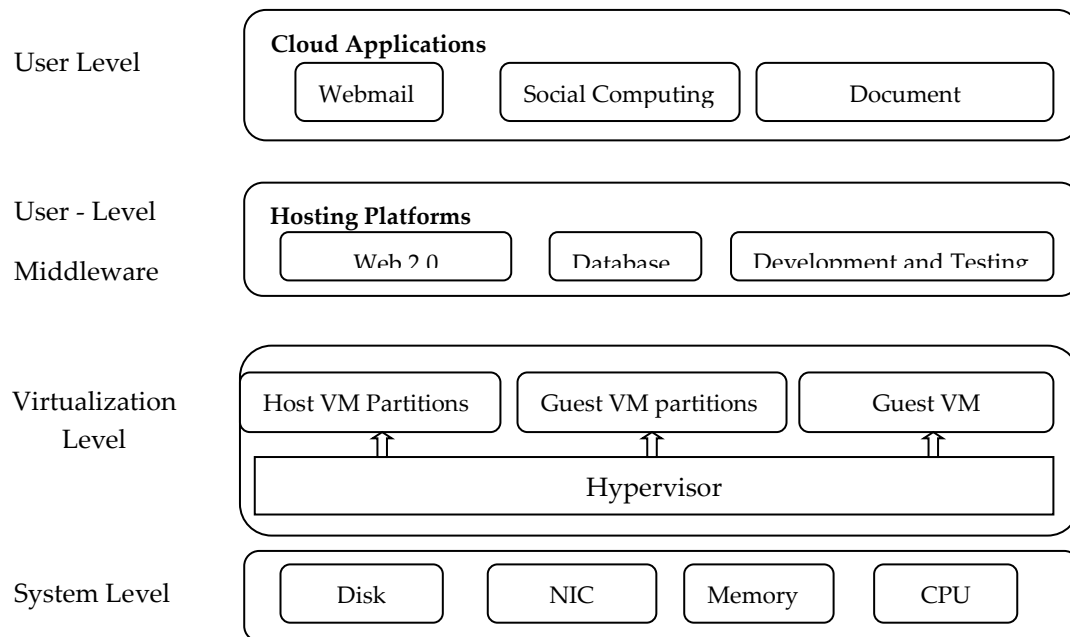 User Level
Cloud Applications
Webmail
Social Computing
Document
User - Level
Middleware
Hosting Platforms
Web 2.0
Database
Development and Testing
Virtualization
Level
Host VM Partitions
Guest VM partitions
Guest VM
Hypervisor
System Level
Disk
NIC
Memory
CPU